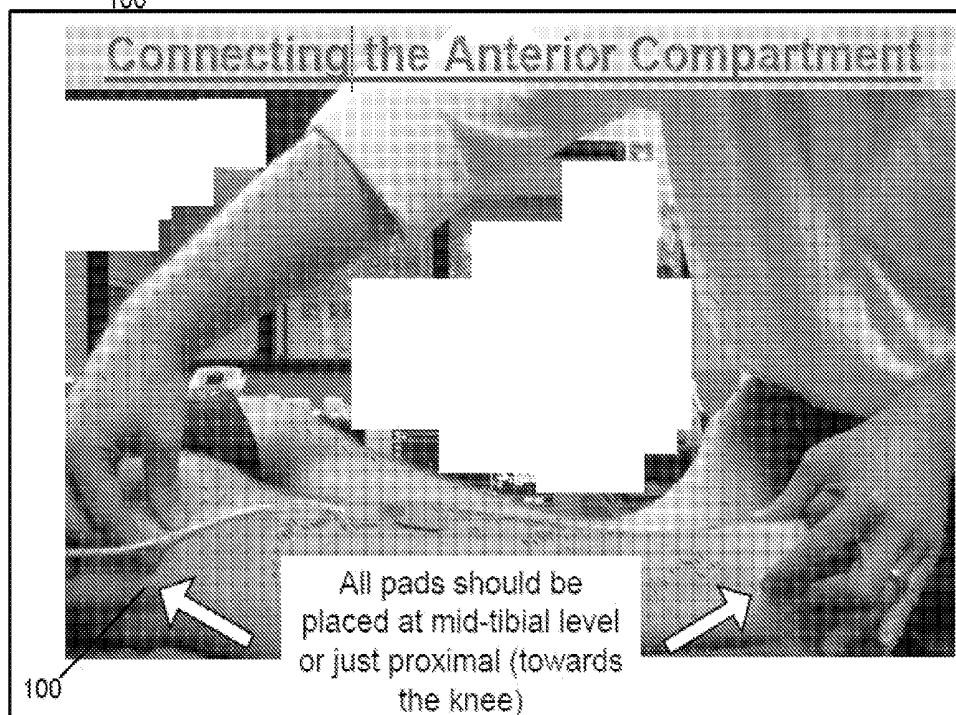 100
Connecting the Anterior Compartment
All pads should be
placed at mid-tibial level
or just proximal (towards
the knee)
100